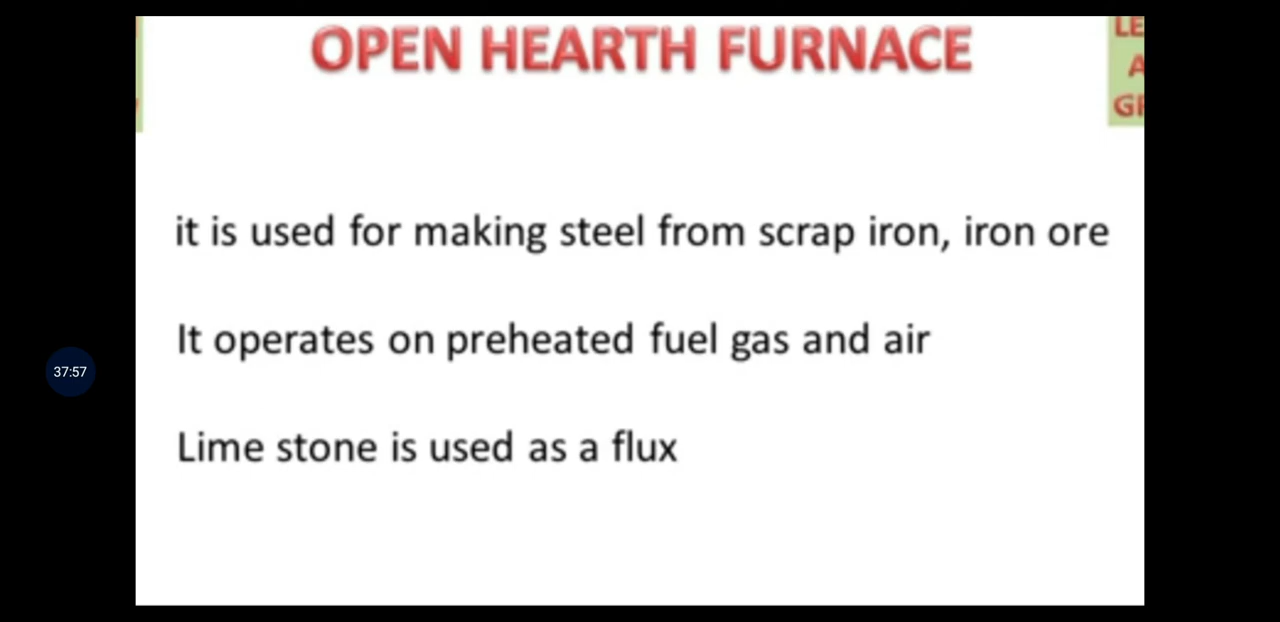 OPEN HEARTH FURNACE
it is used for making steel from scrap iron, iron ore
It operates on preheated fuel gas and air
37:57
Lime stone is used as a flux